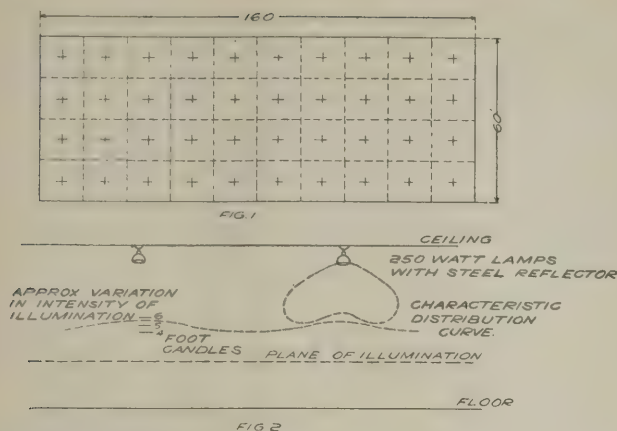 160
60
FIG.1
CEILING
250 WATT LAMPS
WITH STEEL REFLECTOR
APPROX VARIATION
IN INTENSITY OF
ILLUMINATION
6
5
4
FOOT
CANDLES
CHARACTERISTIC
DISTRIBUTION
CURVE.
PLANE OF ILLUMINATION
FLOOR
FIG 2